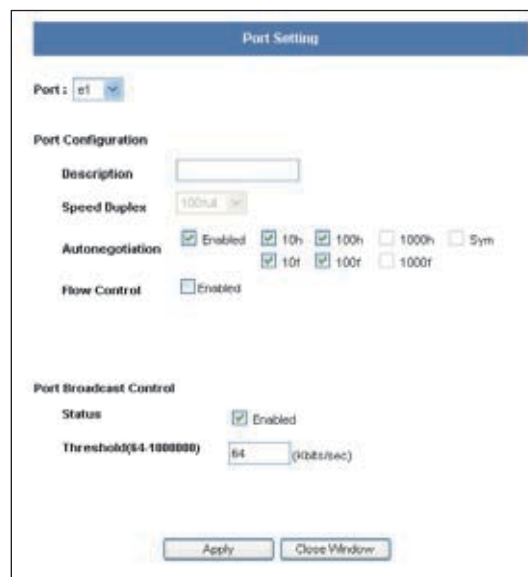 Port Setting
Port : e1
Port Configuration
Description
Speed Duplex 100full
Autonegotiation Enabled 10h 100h 1000h Sym
10f 100f 1000f
Flow Control Enabled
Port Broadcast Control
Status Enabled
Threshold(64-1000000) 64 (Kbits/sec)
Apply Close Window